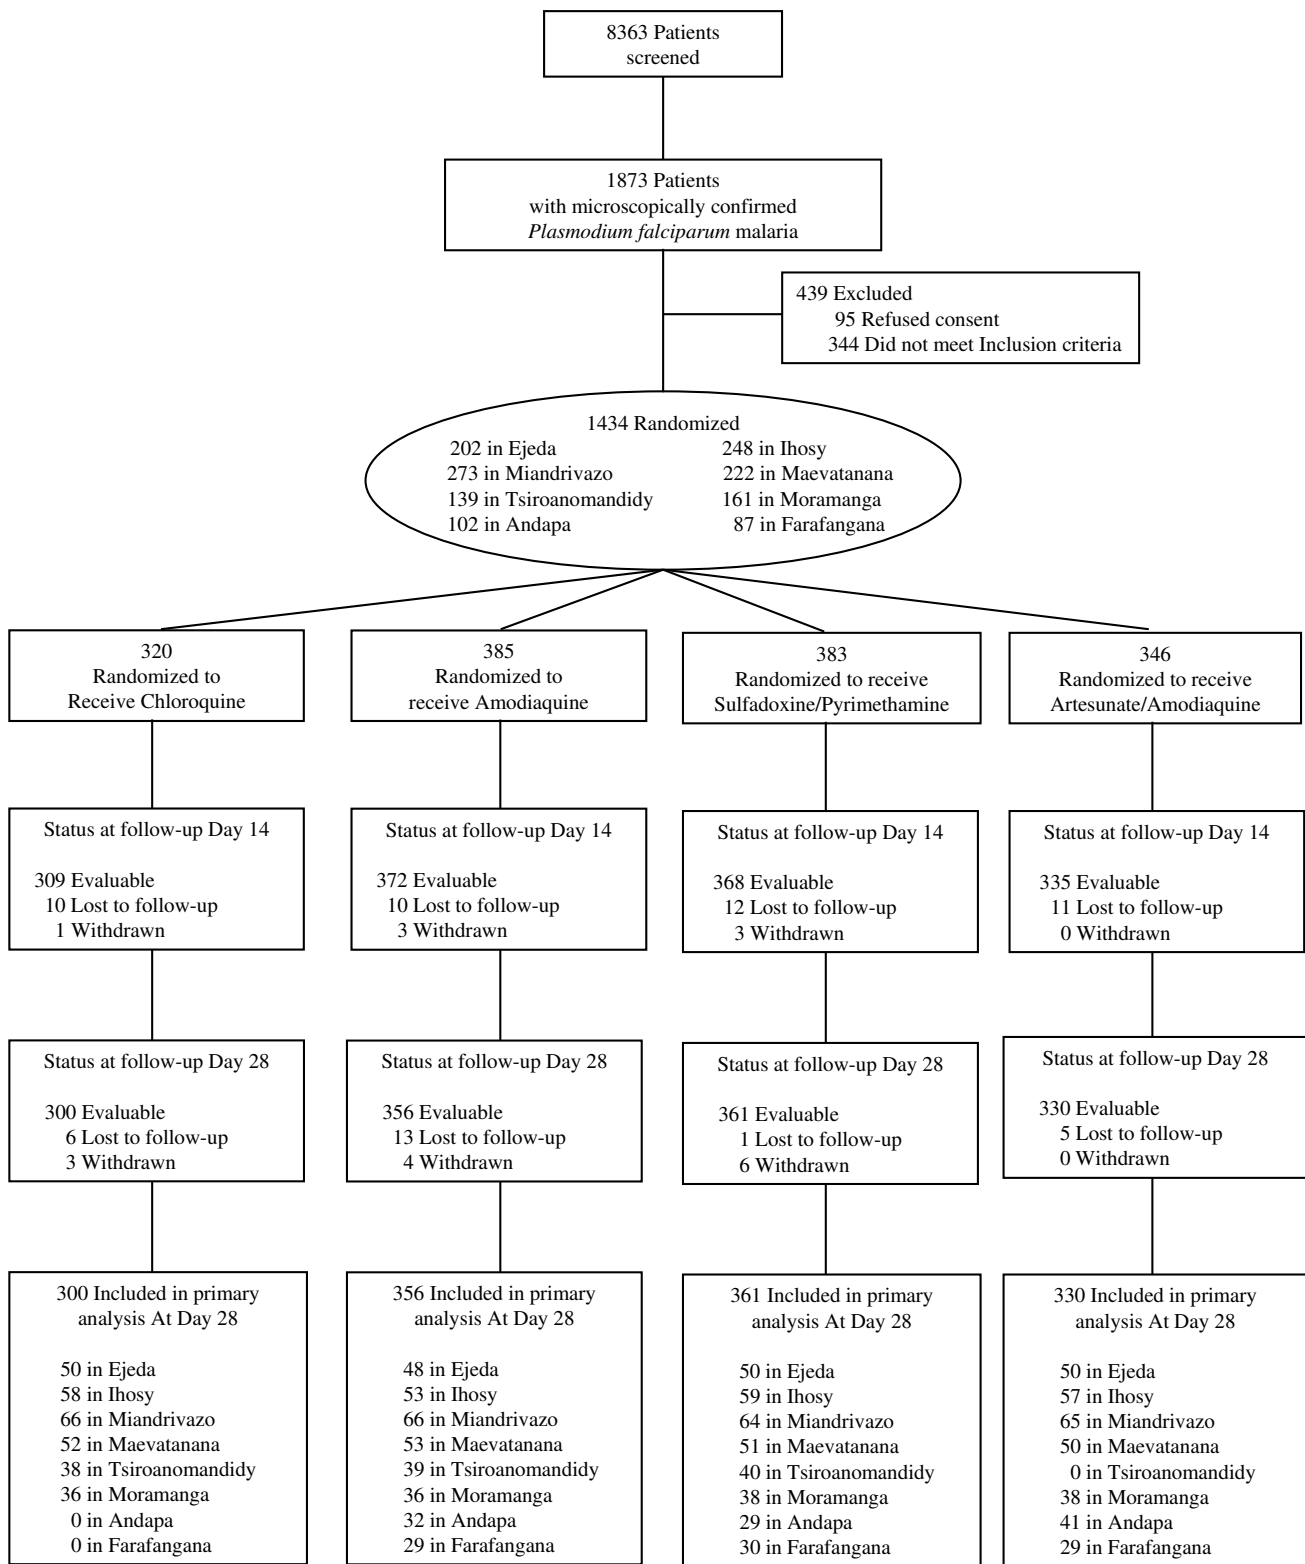 8363 Patients
screened
1873 Patients
with microscopically confirmed
Plasmodium falciparum malaria
439 Excluded
95 Refused consent
344 Did not meet Inclusion criteria
1434 Randomized
202 in Ejeda
248 in Ihosy
273 in Miandrivazo
222 in Maevatanana
139 in Tsiroanomandidy
161 in Moramanga
102 in Andapa
87 in Farafangana
320
Randomized to
Receive Chloroquine
385
Randomized to
receive Amodiaquine
383
Randomized to receive
Sulfadoxine/Pyrimethamine
346
Randomized to receive
Artesunate/Amodiaquine
Status at follow-up Day 14
309 Evaluable
10 Lost to follow-up
1 Withdrawn
Status at follow-up Day 14
372 Evaluable
10 Lost to follow-up
3 Withdrawn
Status at follow-up Day 14
368 Evaluable
12 Lost to follow-up
3 Withdrawn
Status at follow-up Day 14
335 Evaluable
11 Lost to follow-up
0 Withdrawn
Status at follow-up Day 28
300 Evaluable
6 Lost to follow-up
3 Withdrawn
Status at follow-up Day 28
356 Evaluable
13 Lost to follow-up
4 Withdrawn
Status at follow-up Day 28
361 Evaluable
1 Lost to follow-up
6 Withdrawn
Status at follow-up Day 28
330 Evaluable
5 Lost to follow-up
0 Withdrawn
300 Included in primary
analysis At Day 28
50 in Ejeda
58 in Ihosy
66 in Miandrivazo
52 in Maevatanana
38 in Tsiroanomandidy
36 in Moramanga
0 in Andapa
0 in Farafangana
356 Included in primary
analysis At Day 28
48 in Ejeda
53 in Ihosy
66 in Miandrivazo
53 in Maevatanana
39 in Tsiroanomandidy
36 in Moramanga
32 in Andapa
29 in Farafangana
361 Included in primary
analysis At Day 28
50 in Ejeda
59 in Ihosy
64 in Miandrivazo
51 in Maevatanana
40 in Tsiroanomandidy
38 in Moramanga
29 in Andapa
30 in Farafangana
330 Included in primary
analysis At Day 28
50 in Ejeda
57 in Ihosy
65 in Miandrivazo
50 in Maevatanana
0 in Tsiroanomandidy
38 in Moramanga
41 in Andapa
29 in Farafangana